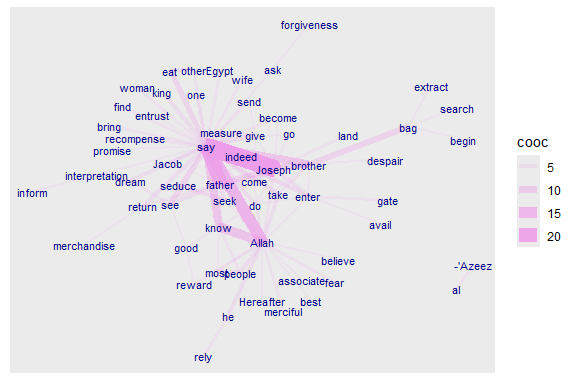 forgiveness
eat
otherEgypt
ask
wife
woman
king
one
extract
send
find
entrust
become
search
bring
measure
give
go
land
bag
recompense
say
begin
promise
indeed
Jacob
Joseph
brother
despair
interpretation
dream
seduce
father
come
inform
take
enter
return
see
seek
do
gate
know
avail
merchandise
good
Allah
believe
-'Azeez
most
people
reward
associate
fear
al
Hereafter
best
he
merciful
rely
cooc
5
10
15
20